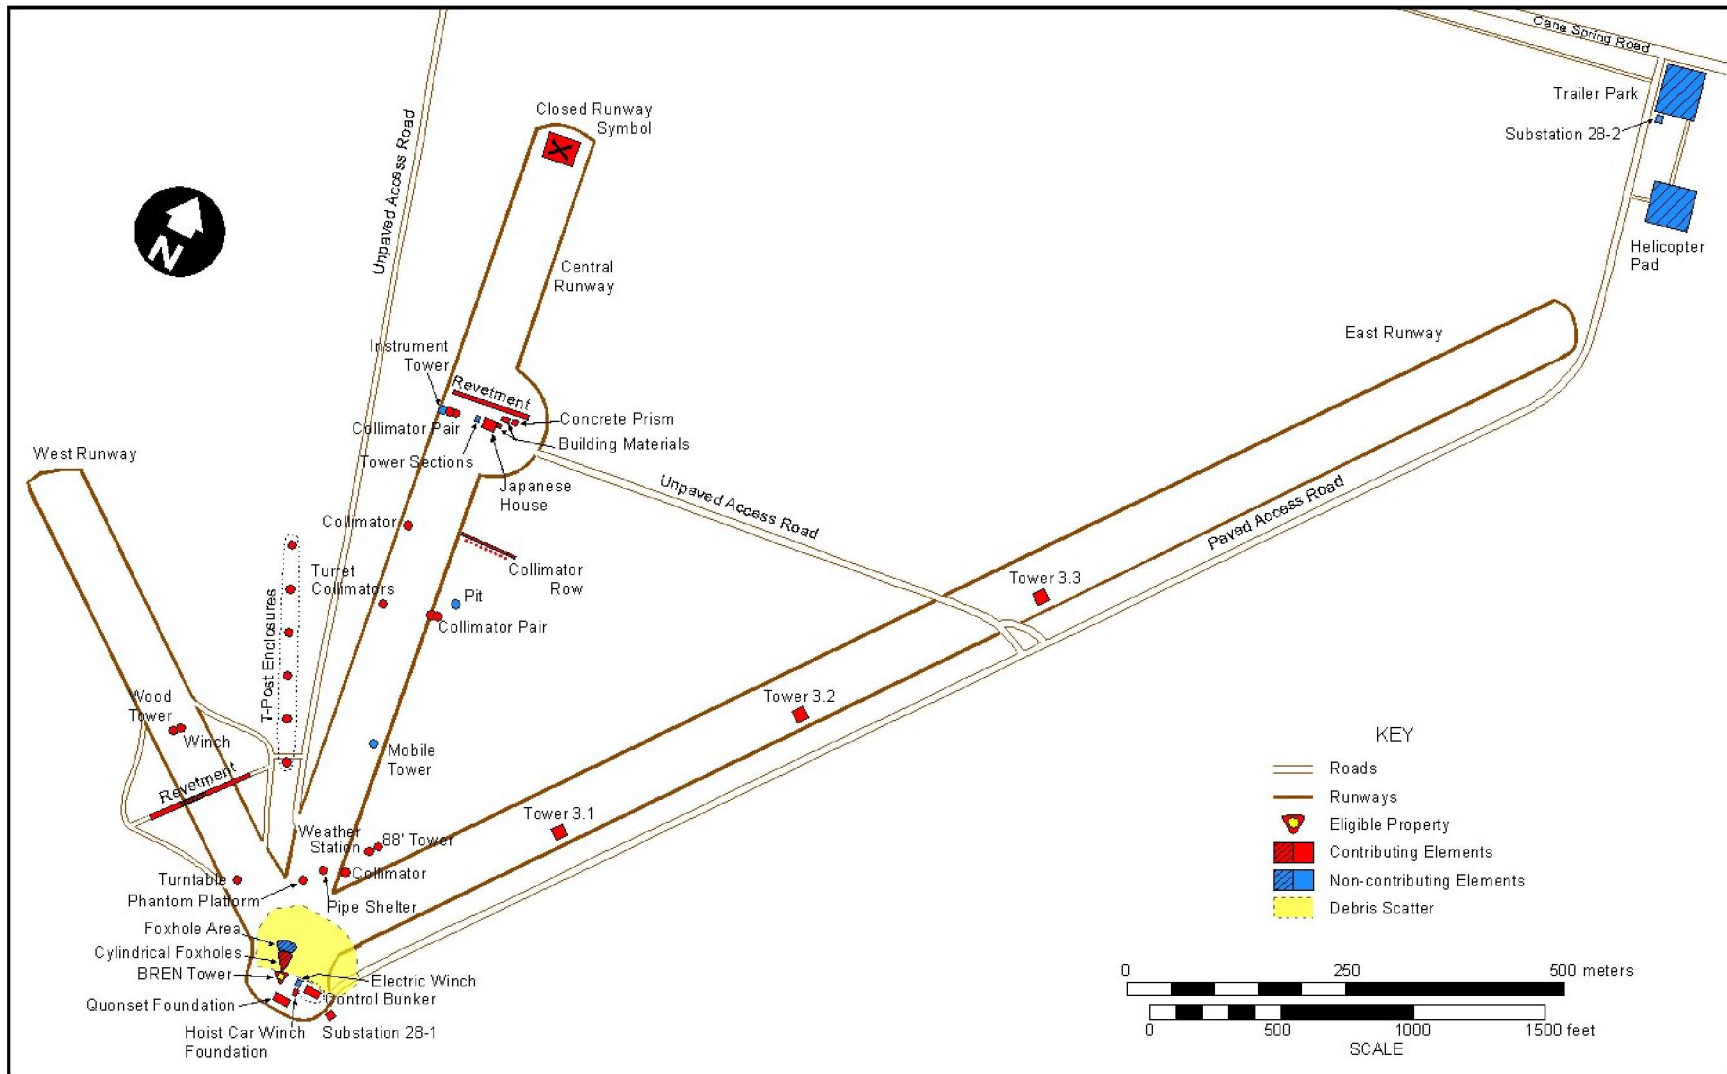 Cane Spring Road
Trailer Park
Substation 2B-2
Helicopter
Pad
Closed Runway
Symbol
Unpaved Access Road
N
Central
Runway
East Runway
Instrument
Tower
Revetment
Collimator Pair
Concrete Prism
Building Materials
Tower Sections
Japanese
House
West Runway
Unpaved Access Road
Paved Access Road
Collimator
Collimator
Row
Turret
Collimators
Pit
Collimator Pair
T-Post Enclosures
Tower 3.3
Tower 3.2
Tower 3.1
Wood
Tower
Winch
Revetment
Mobile
Tower
Weather
Station
88' Tower
Turntable
Collimator
Phantom Platform
Pipe Shelter
Foxhole Area
Cylindrical Foxholes
BREN Tower
Electric Winch
Quonset Foundation
Control Bunker
Hoist Car Winch
Foundation
Substation 2B-1
KEY
Roads
Runways
Eligible Property
Contributing Elements
Non-contributing Elements
Debris Scatter
0 250 500 meters
0 500 1000 1500 feet
SCALE